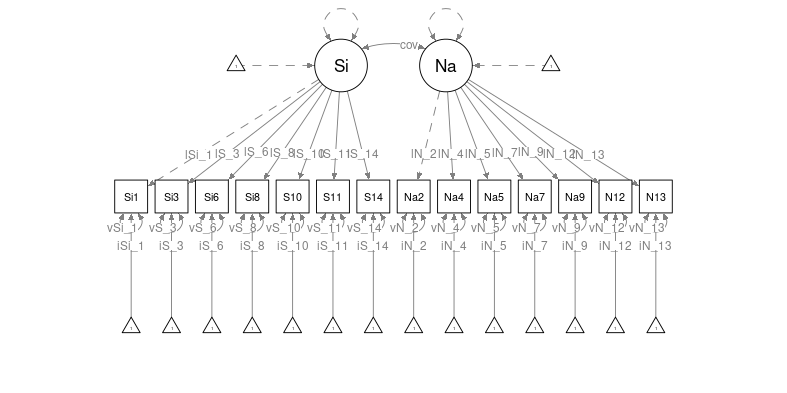 cov
Si Na
1 1
lSi_1 lS_3 lS_6 lS_8 lS_10 lS_11 lS_14 lN_2 lN_4 lN_5 lN_7 lN_9 lN_12 lN_13
Si1 Si3 Si6 Si8 S10 S11 S14 Na2 Na4 Na5 Na7 Na9 N12 N13
vSi_1 vS_3 vS_6 vS_8 vS_10 vS_11 vS_14 vN_2 vN_4 vN_5 vN_7 vN_9 vN_12 vN_13
iSi_1 iS_3 iS_6 iS_8 iS_10 iS_11 iS_14 iN_2 iN_4 iN_5 iN_7 iN_9 iN_12 iN_13
1 1 1 1 1 1 1 1 1 1 1 1 1 1